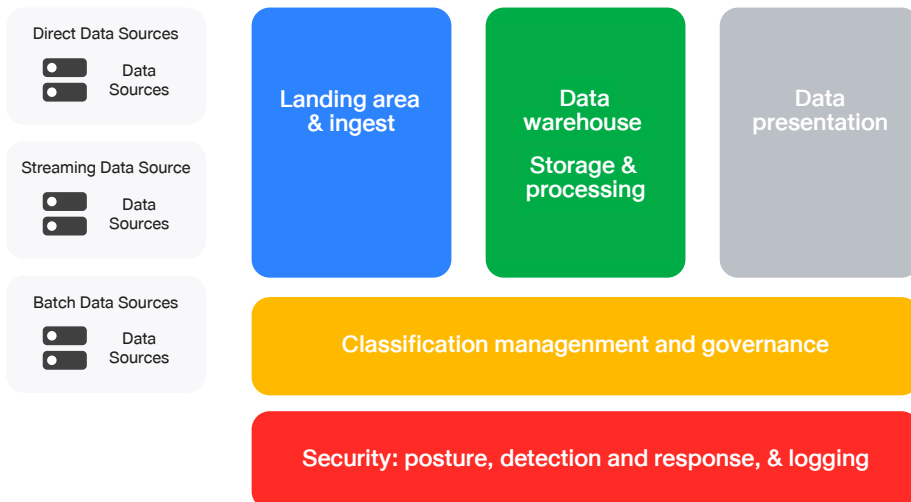 Direct Data Sources
Data
Sources
Streaming Data Source
Data
Sources
Batch Data Sources
Data
Sources
Landing area
& ingest
Data
warehouse
Storage &
processing
Data
presentation
Classification managenment and governance
Security: posture, detection and response, & logging